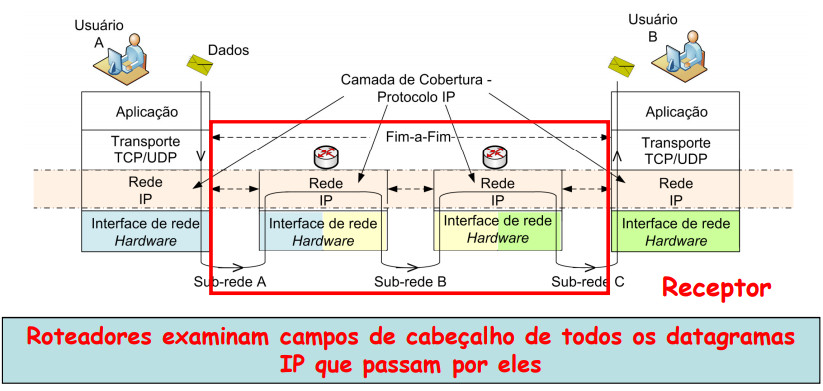 Usuário
A
Dados
Usuário
B
Camada de Cobertura -
Protocolo IP
Aplicação
Aplicação
Fim-a-Fim
Transporte
TCP/UDP
Transporte
TCP/UDP
Rede
IP
Rede
IP
Rede
IP
Rede
IP
Interface de rede
Hardware
Interface de rede
Hardware
Interface de rede
Hardware
Interface de rede
Hardware
Sub-rede A
Sub-rede B
Sub-rede C
Receptor
Roteadores examinam campos de cabeçalho de todos os datagramas
IP que passam por eles